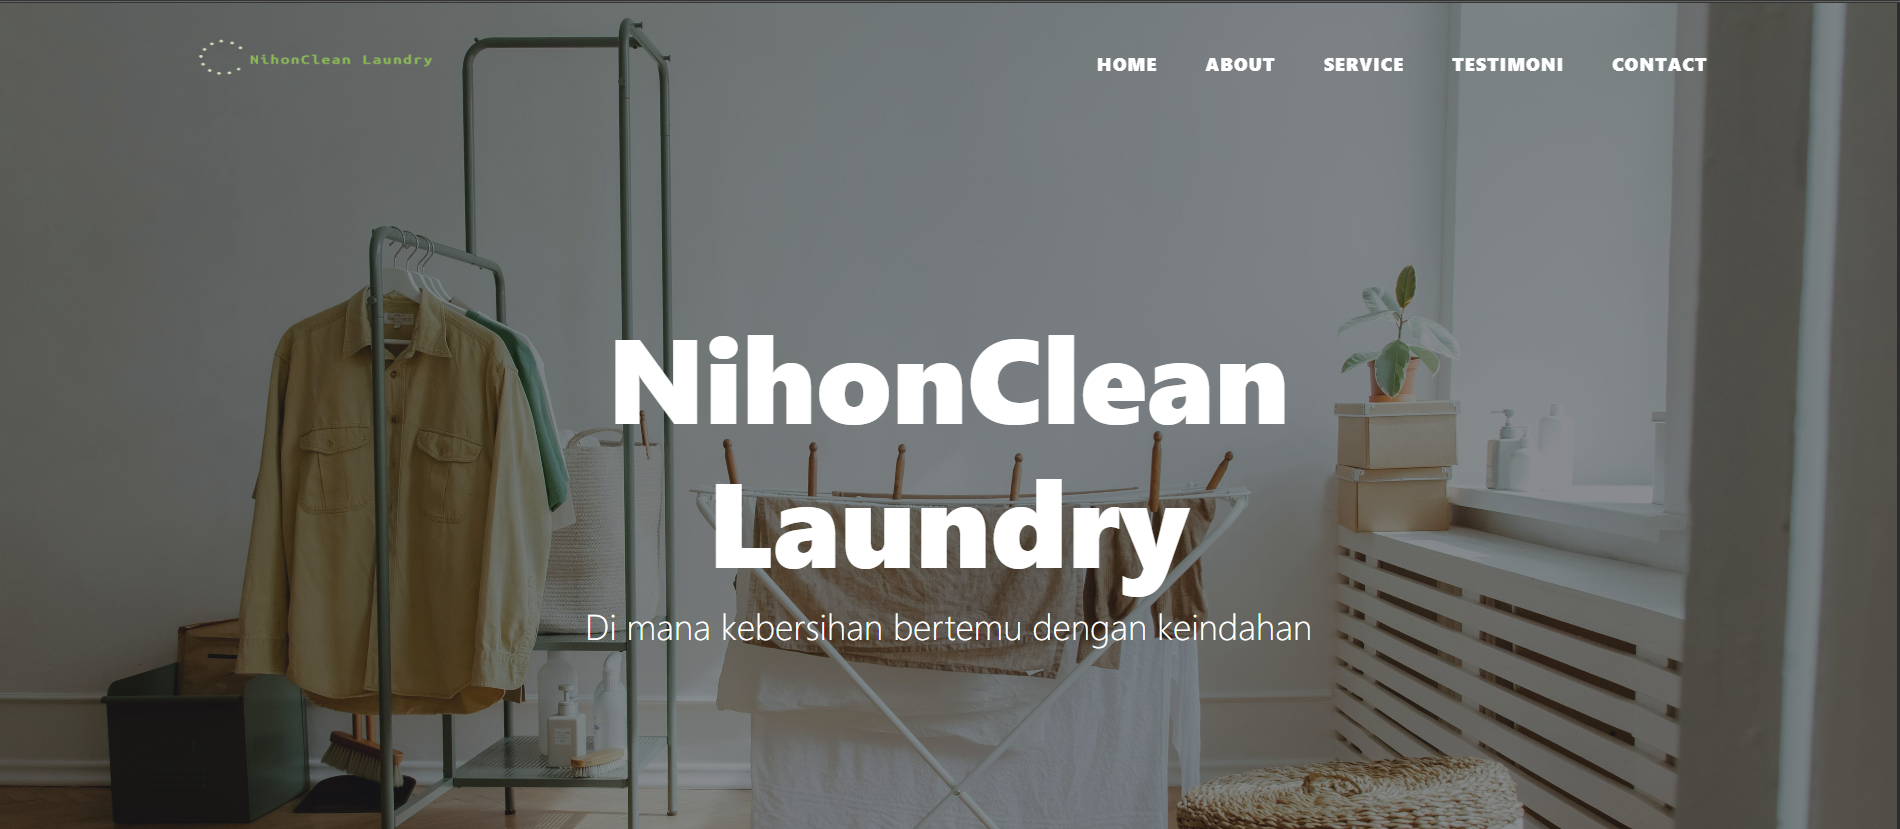 NihonClean Laundry
HOME ABOUT SERVICE TESTIMONI CONTACT
NihonClean
Laundry
Di mana kebersihan bertemu dengan keindahan